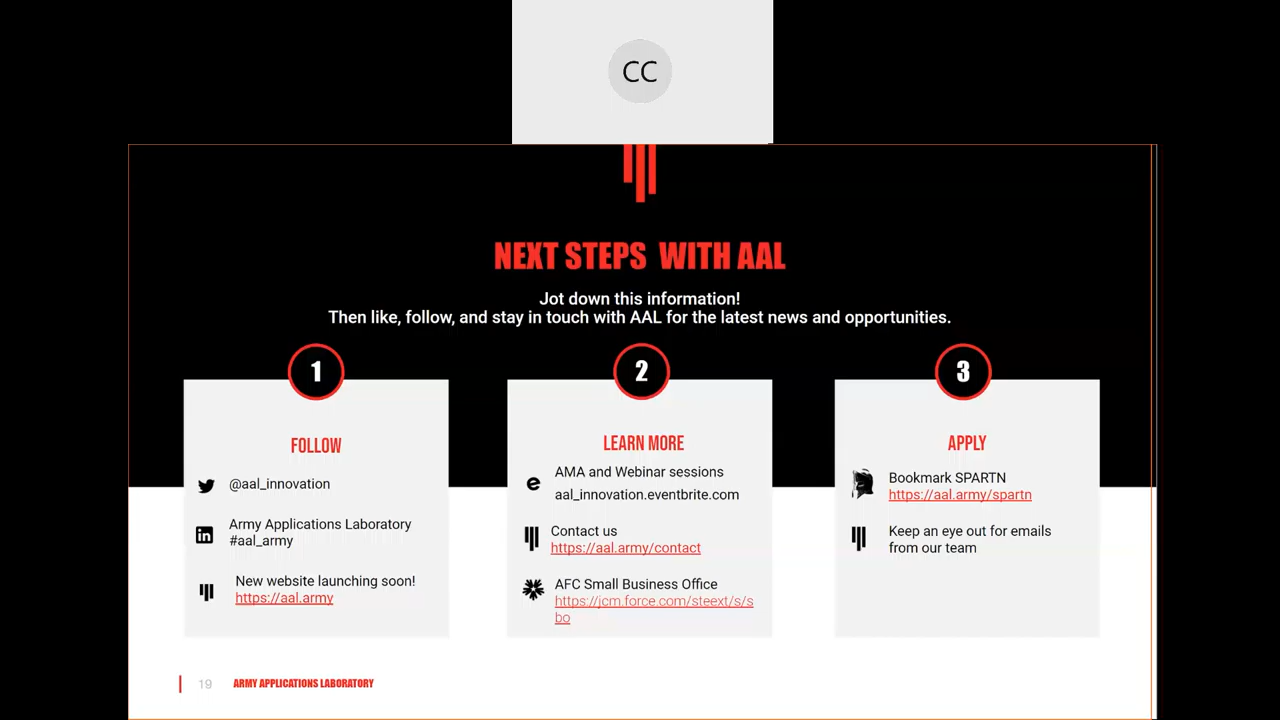 CC
NEXT STEPS WITH AAL
Jot down this information!
Then like, follow, and stay in touch with AAL for the latest news and opportunities.
1
FOLLOW
@aal_innovation
Army Applications Laboratory
#aal_army
New website launching soon!
https://aal.army
2
LEARN MORE
AMA and Webinar sessions
aal_innovation.eventbrite.com
Contact us
https://aal.army/contact
AFC Small Business Office
https://jcm.force.com/steext/s/s
bo
3
APPLY
Bookmark SPARTN
https://aal.army/spartn
Keep an eye out for emails
from our team
19 ARMY APPLICATIONS LABORATORY